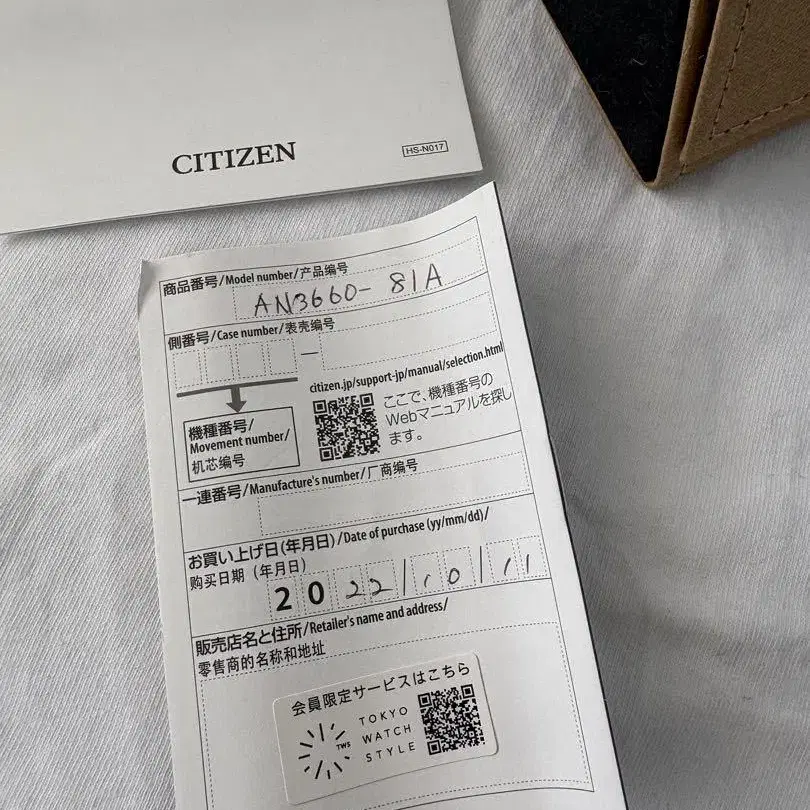 CITIZEN
HS-N017
商品番号/Model number/产品编号
AN3660-81A
側番号/Case number/表壳编号
citizen.jp/support-jp/manual/selection.html
機種番号/
Movement number/
机芯编号
ここで、機種番号の
Webマニュアルを探し
ます。
一連番号/Manufacture's number/厂商编号
お買い上げ日(年月日)/Date of purchase (yy/mm/dd)/
购买日期（年月日）
2022/10/11
販売店名と住所/Retailer's name and address/
零售商的名称和地址
会員限定サービスはこちら
TWS
TOKYO
WATCH
STYLE